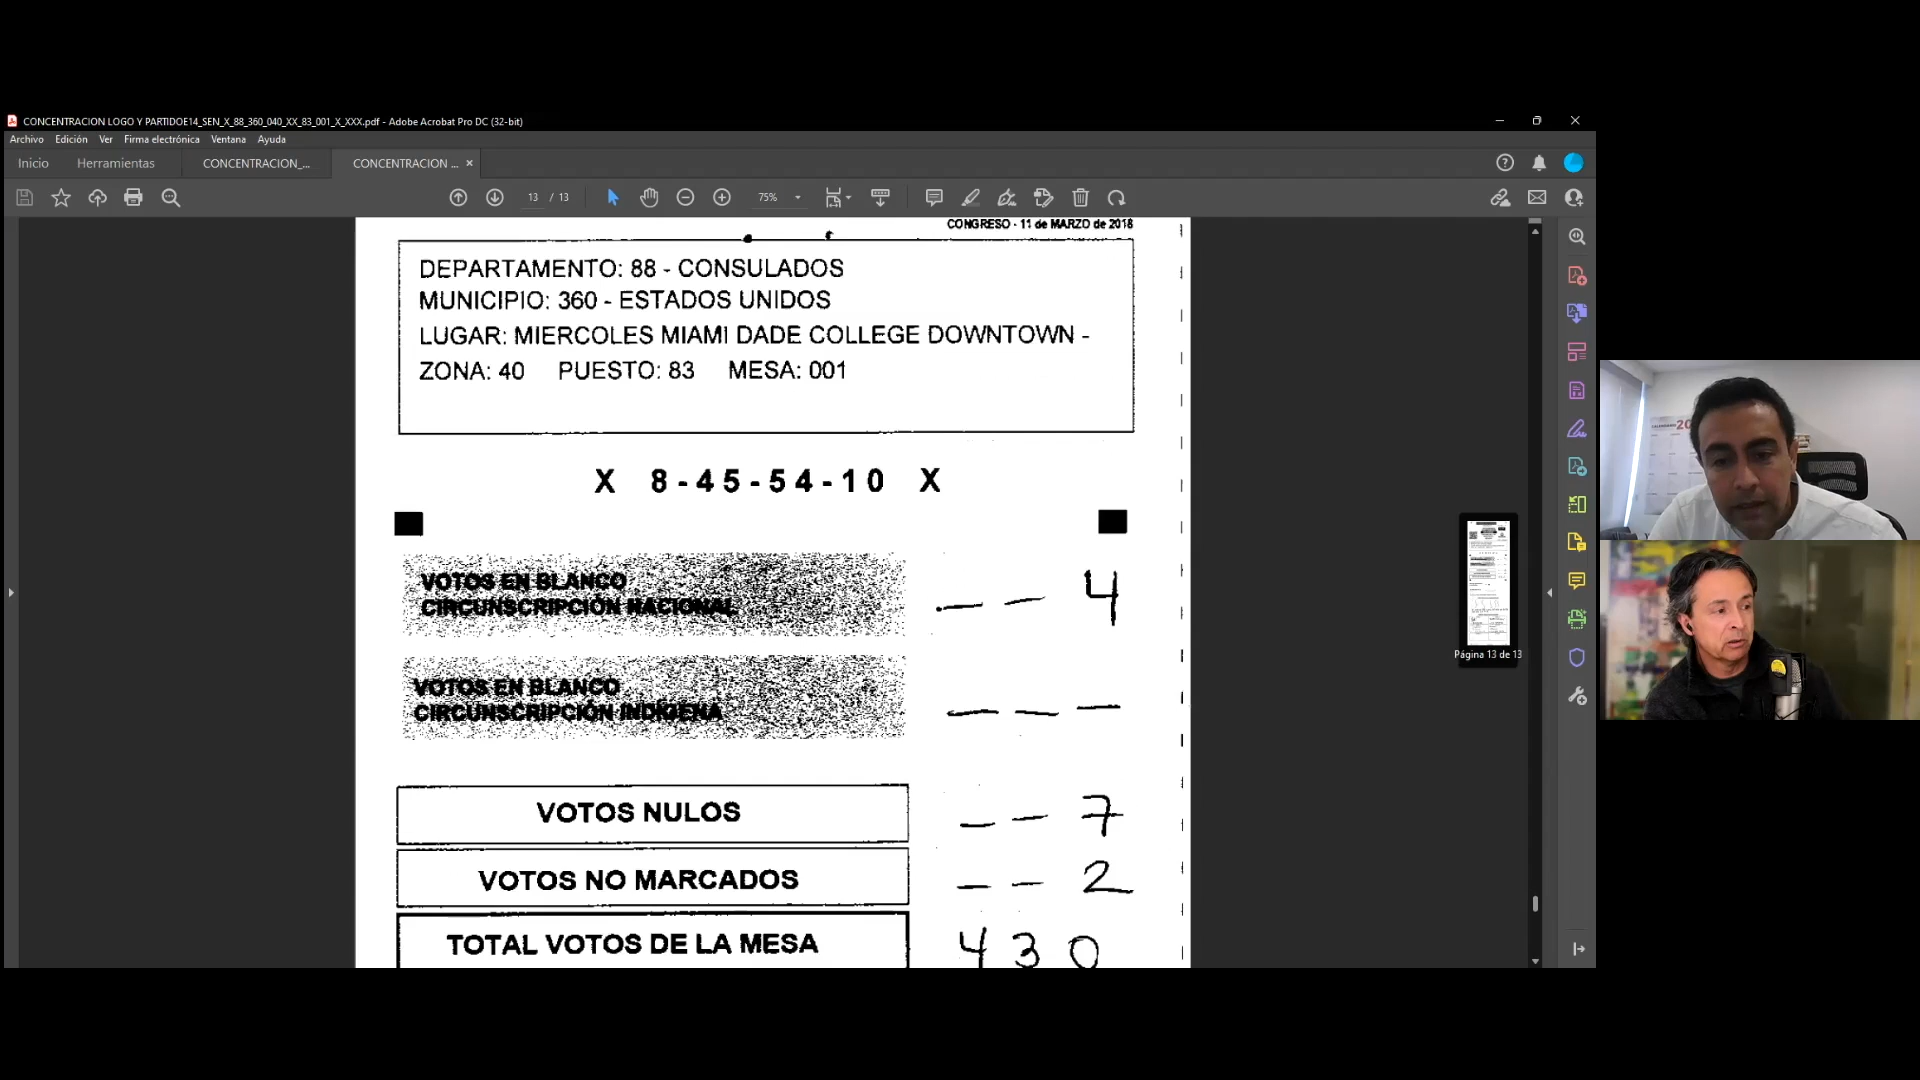 CONCENTRACION LOGO Y PARTIDOE14_SEN_X_88_360_040_XX_83_001_X_XXX.pdf - Adobe Acrobat Pro DC (32-bit)
Archivo Edición Ver Firma electrónica Ventana Ayuda
Inicio Herramientas CONCENTRACION_... CONCENTRACION ... ×
13 / 13 75%
CONGRESO - 11 de MARZO de 2018
DEPARTAMENTO: 88 - CONSULADOS
MUNICIPIO: 360 - ESTADOS UNIDOS
LUGAR: MIERCOLES MIAMI DADE COLLEGE DOWNTOWN -
ZONA: 40 PUESTO: 83 MESA: 001
X 8-45-54-10 X
VOTOS EN BLANCO
CIRCUNSCRIPCIÓN NACIONAL
— — 4
VOTOS EN BLANCO
CIRCUNSCRIPCIÓN INDIGENA
— — —
VOTOS NULOS — — 7
VOTOS NO MARCADOS — — 2
TOTAL VOTOS DE LA MESA 430
Página 13 de 13